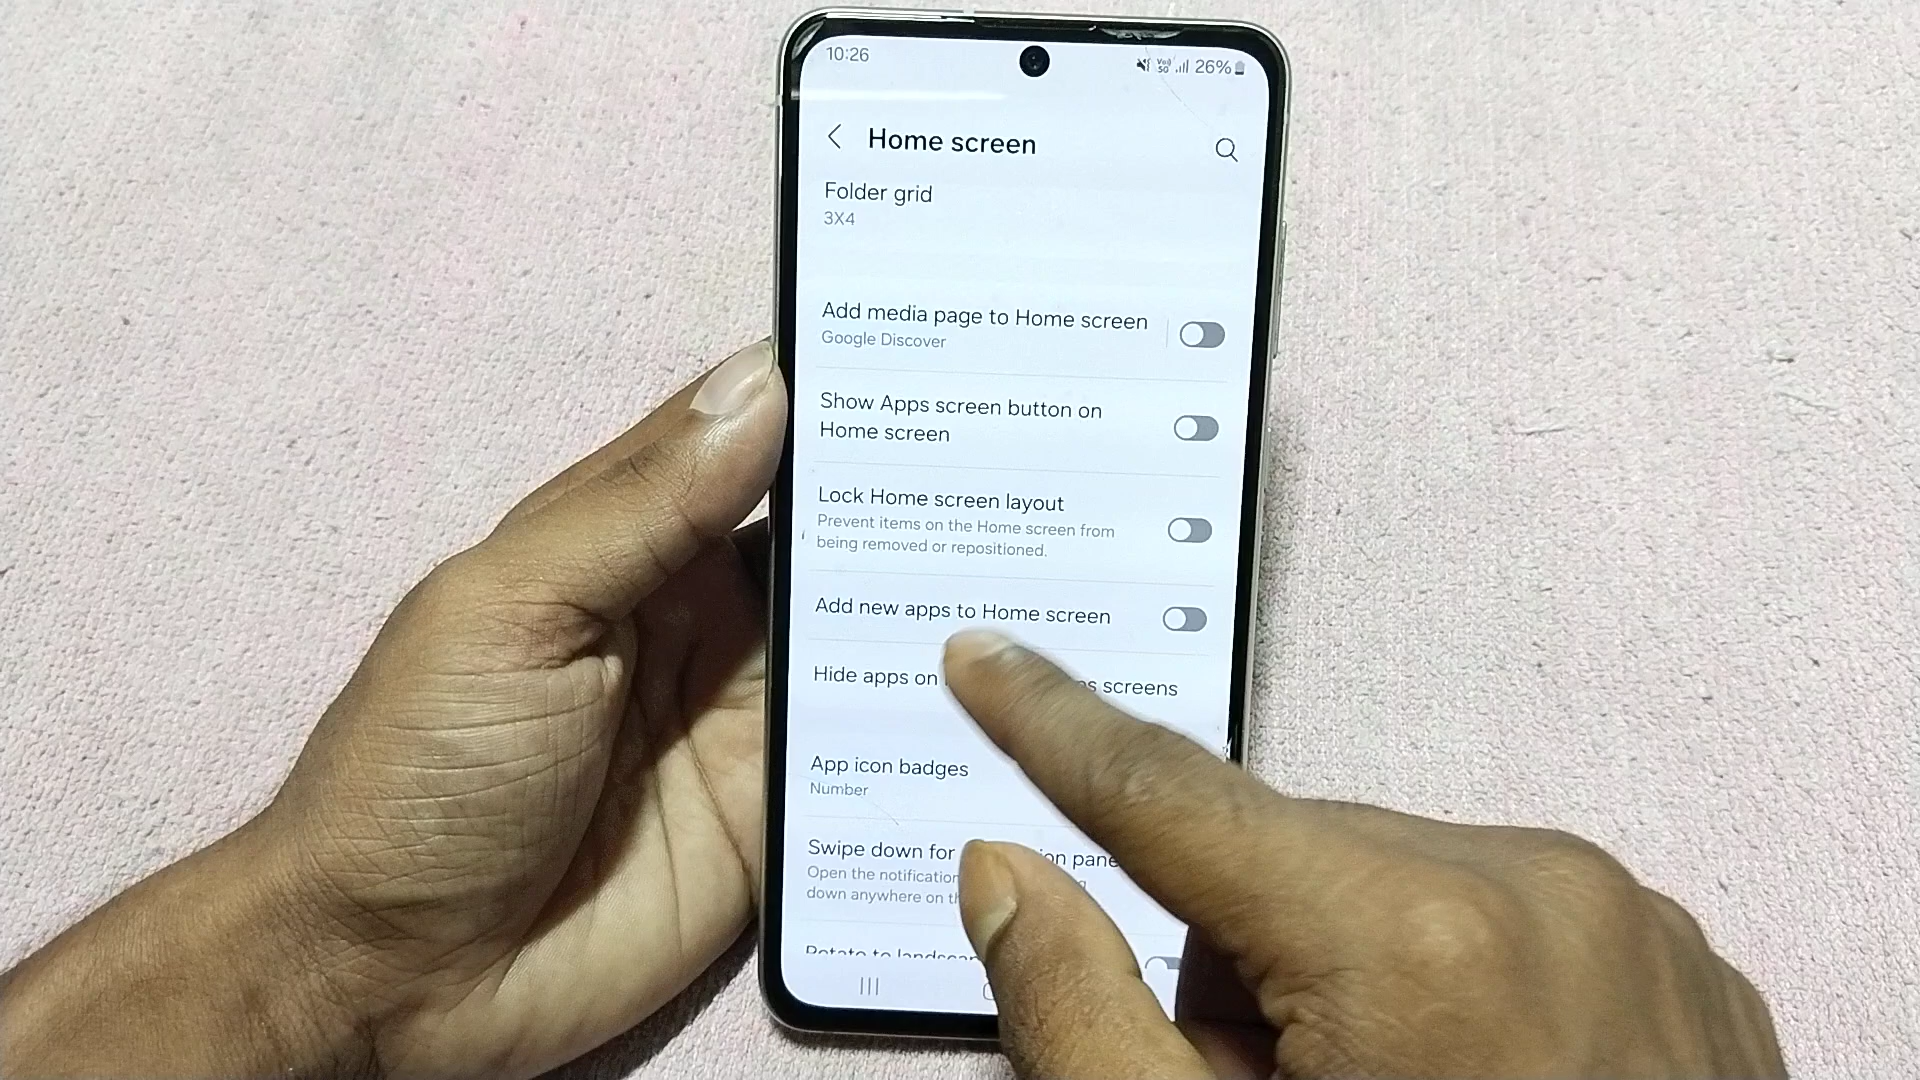 10:26
26%
Home screen
Folder grid
3X4
Add media page to Home screen
Google Discover
Show Apps screen button on
Home screen
Lock Home screen layout
Prevent items on the Home screen from
being removed or repositioned.
Add new apps to Home screen
Hide apps on screens
App icon badges
Number
Swipe down for
Open the notification
down anywhere on
Rotate to